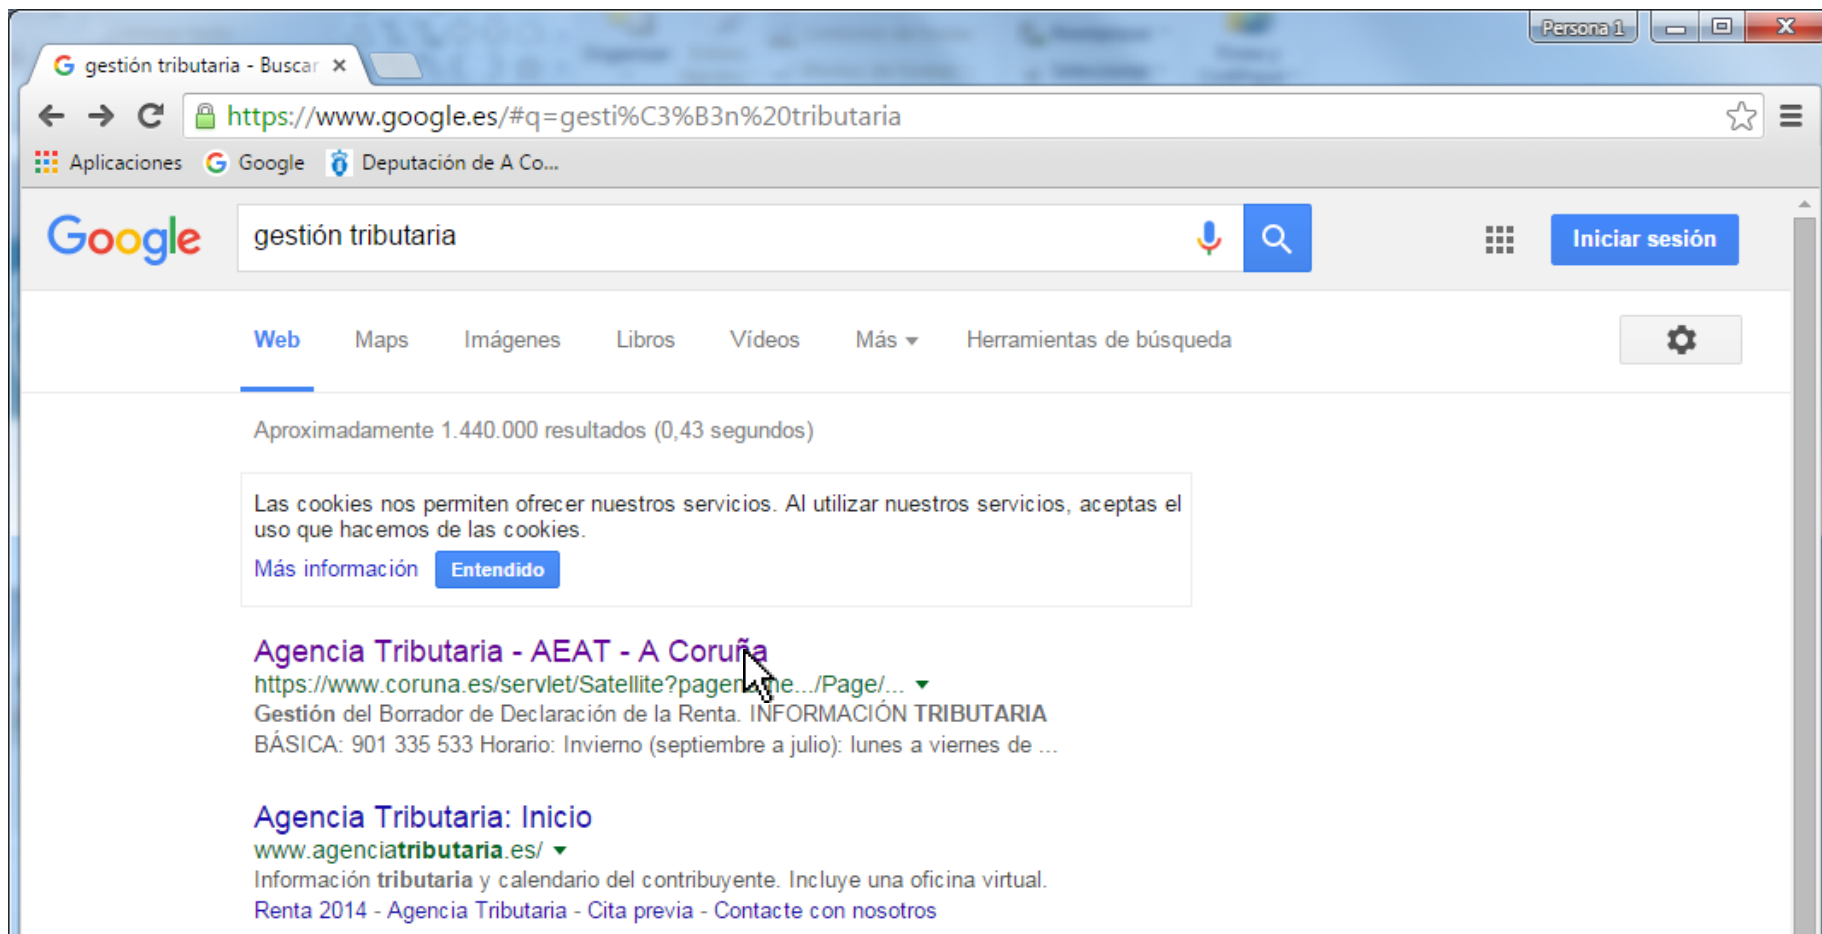 Persona 1
gestión tributaria - Buscar
https://www.google.es/#q=gesti%C3%B3n%20tributaria
Aplicaciones Google Deputación de A Co...
Google gestión tributaria Iniciar sesión
Web Maps Imágenes Libros Vídeos Más Herramientas de búsqueda
Aproximadamente 1.440.000 resultados (0,43 segundos)
Las cookies nos permiten ofrecer nuestros servicios. Al utilizar nuestros servicios, aceptas el
uso que hacemos de las cookies.
Más información Entendido
Agencia Tributaria - AEAT - A Coruña
https://www.coruna.es/servlet/Satellite?pagename.../Page/...
Gestión del Borrador de Declaración de la Renta. INFORMACIÓN TRIBUTARIA
BÁSICA: 901 335 533 Horario: Invierno (septiembre a julio): lunes a viernes de ...
Agencia Tributaria: Inicio
www.agenciatributaria.es/
Información tributaria y calendario del contribuyente. Incluye una oficina virtual.
Renta 2014 - Agencia Tributaria - Cita previa - Contacte con nosotros